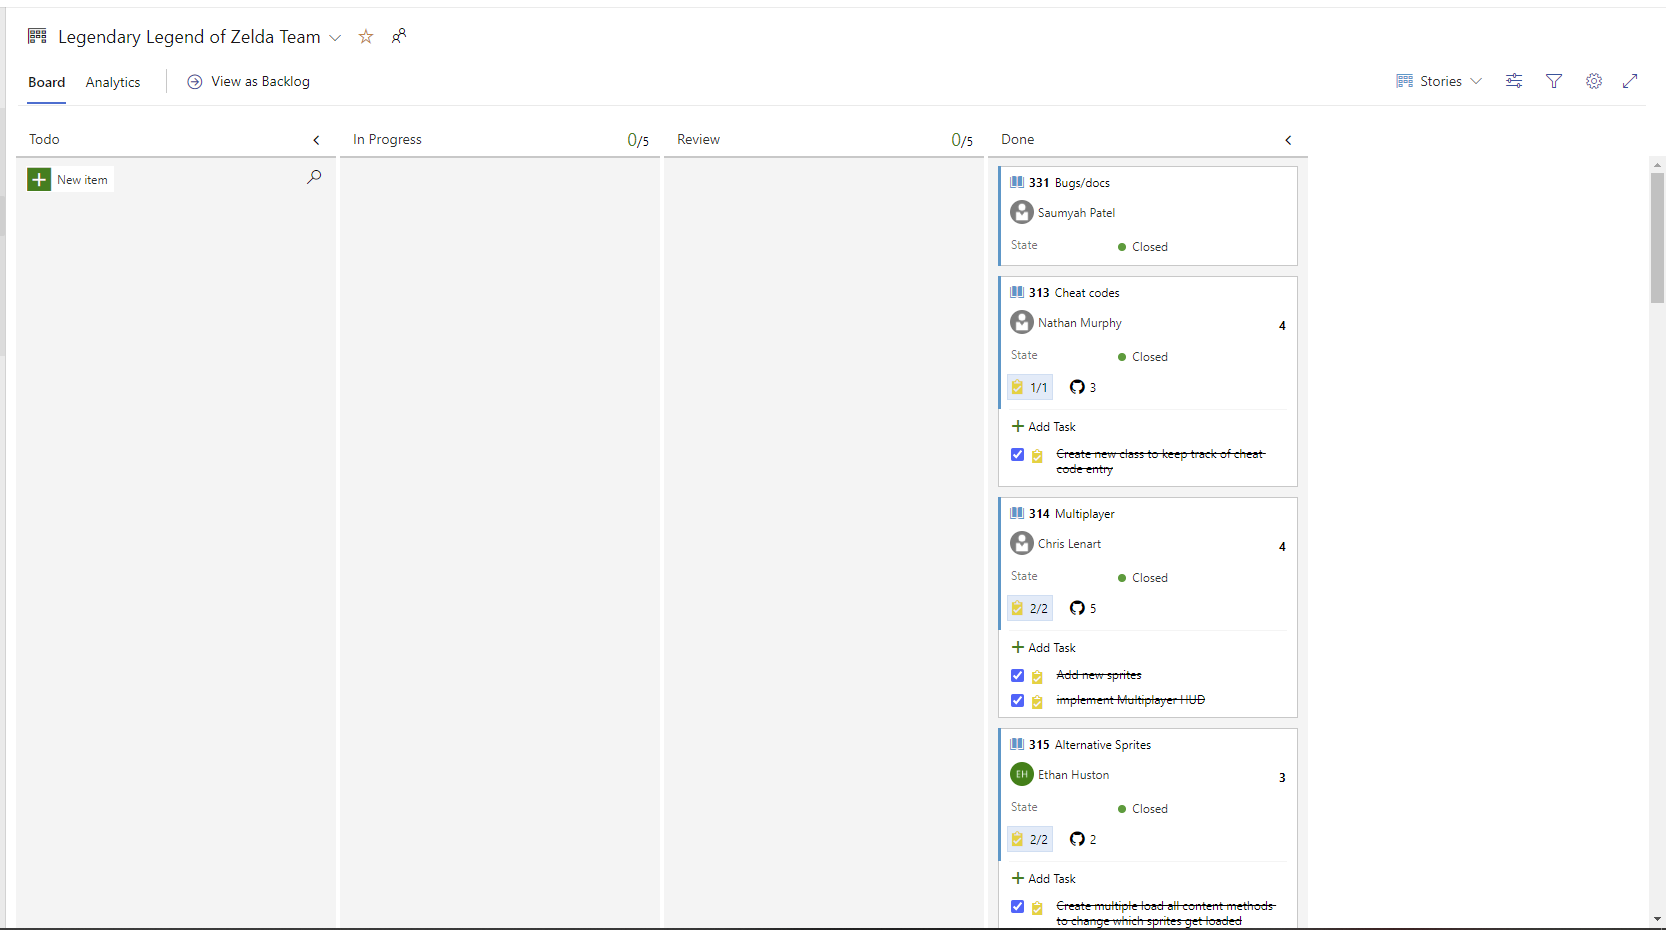 Legendary Legend of Zelda Team
Board Analytics View as Backlog Stories
Todo
In Progress 0/5
Review 0/5
Done
New item
331 Bugs/docs
Saumyah Patel
State Closed
313 Cheat codes
Nathan Murphy 4
State Closed
1/1 3
Add Task
Create new class to keep track of cheat
code entry
314 Multiplayer
Chris Lenart 4
State Closed
2/2 5
Add Task
Add new sprites
implement Multiplayer HUD
315 Alternative Sprites
EH Ethan Huston 3
State Closed
2/2 2
Add Task
Create multiple load all content methods
to change which sprites get loaded